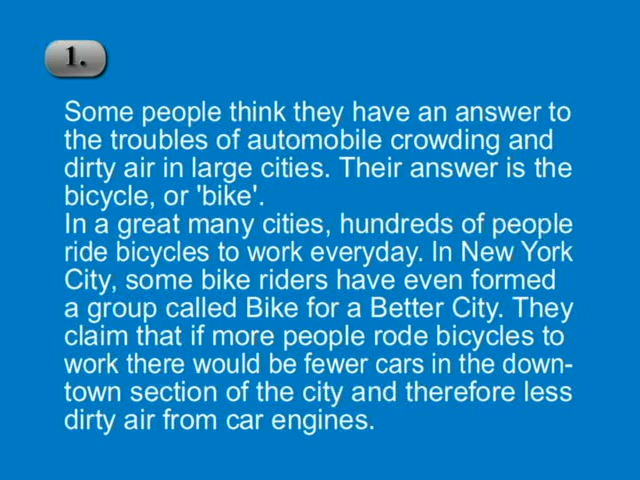 1.
Some people think they have an answer to
the troubles of automobile crowding and
dirty air in large cities. Their answer is the
bicycle, or 'bike'.
In a great many cities, hundreds of people
ride bicycles to work everyday. In New York
City, some bike riders have even formed
a group called Bike for a Better City. They
claim that if more people rode bicycles to
work there would be fewer cars in the down-
town section of the city and therefore less
dirty air from car engines.